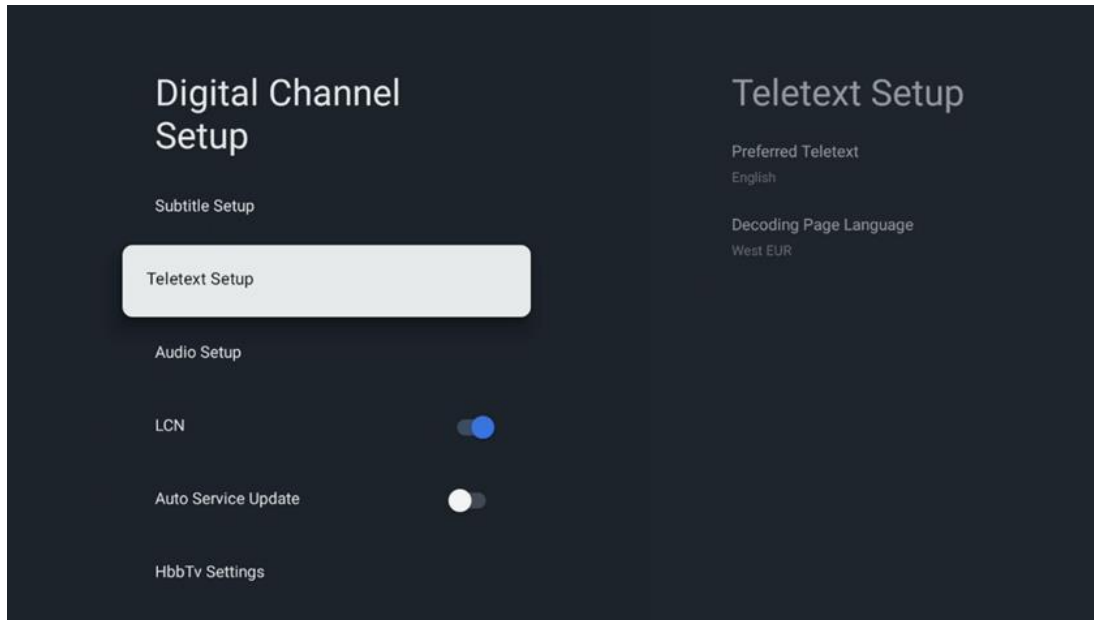 Digital Channel
Setup
Subtitle Setup
Teletext Setup
Audio Setup
LCN
Auto Service Update
HbbTv Settings
Teletext Setup
Preferred Teletext
English
Decoding Page Language
West EUR